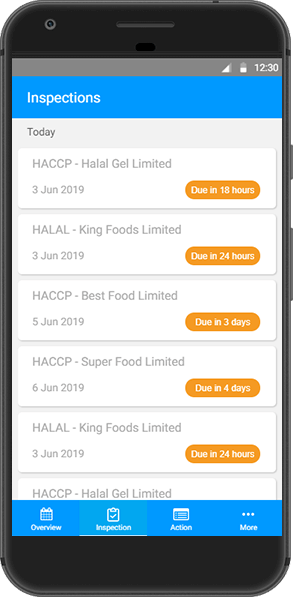 12:30
Inspections
Today
HACCP - Halal Gel Limited
3 Jun 2019
Due in 18 hours
HALAL - King Foods Limited
3 Jun 2019
Due in 24 hours
HACCP - Best Food Limited
5 Jun 2019
Due in 3 days
HACCP - Super Food Limited
6 Jun 2019
Due in 4 days
HALAL - King Foods Limited
3 Jun 2019
Due in 24 hours
HACCP - Halal Gel Limited
Overview
Inspection
Action
More